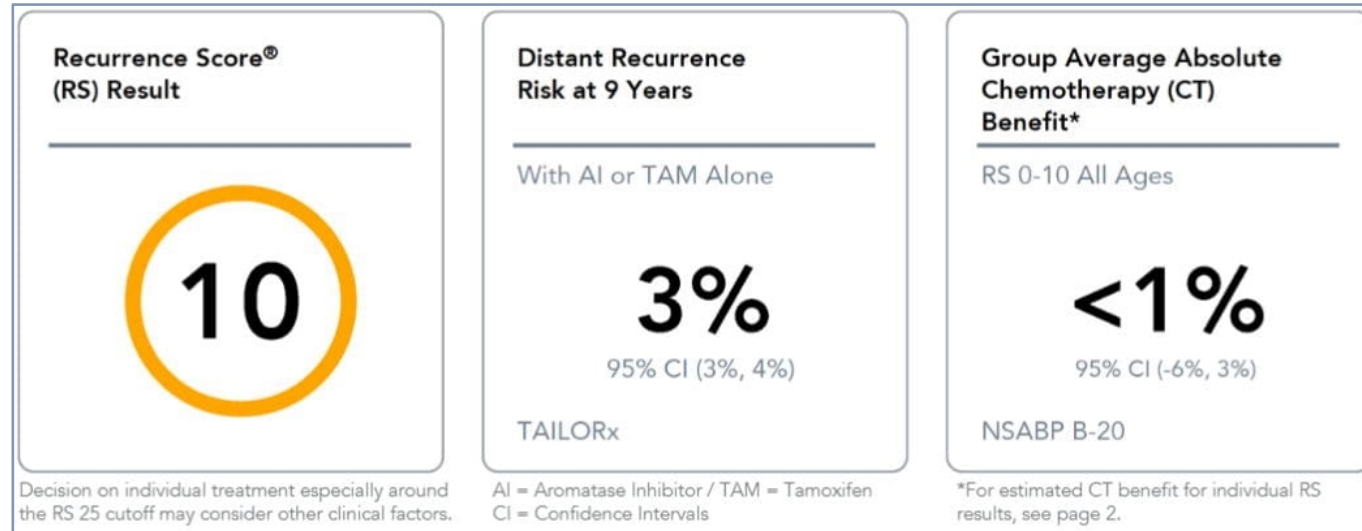 Recurrence Score®
(RS) Result
10
Decision on individual treatment especially around
the RS 25 cutoff may consider other clinical factors.
Distant Recurrence
Risk at 9 Years
With AI or TAM Alone
3%
95% CI (3%, 4%)
TAILORx
AI = Aromatase Inhibitor / TAM = Tamoxifen
CI = Confidence Intervals
Group Average Absolute
Chemotherapy (CT)
Benefit*
RS 0-10 All Ages
<1%
95% CI (-6%, 3%)
NSABP B-20
*For estimated CT benefit for individual RS
results, see page 2.